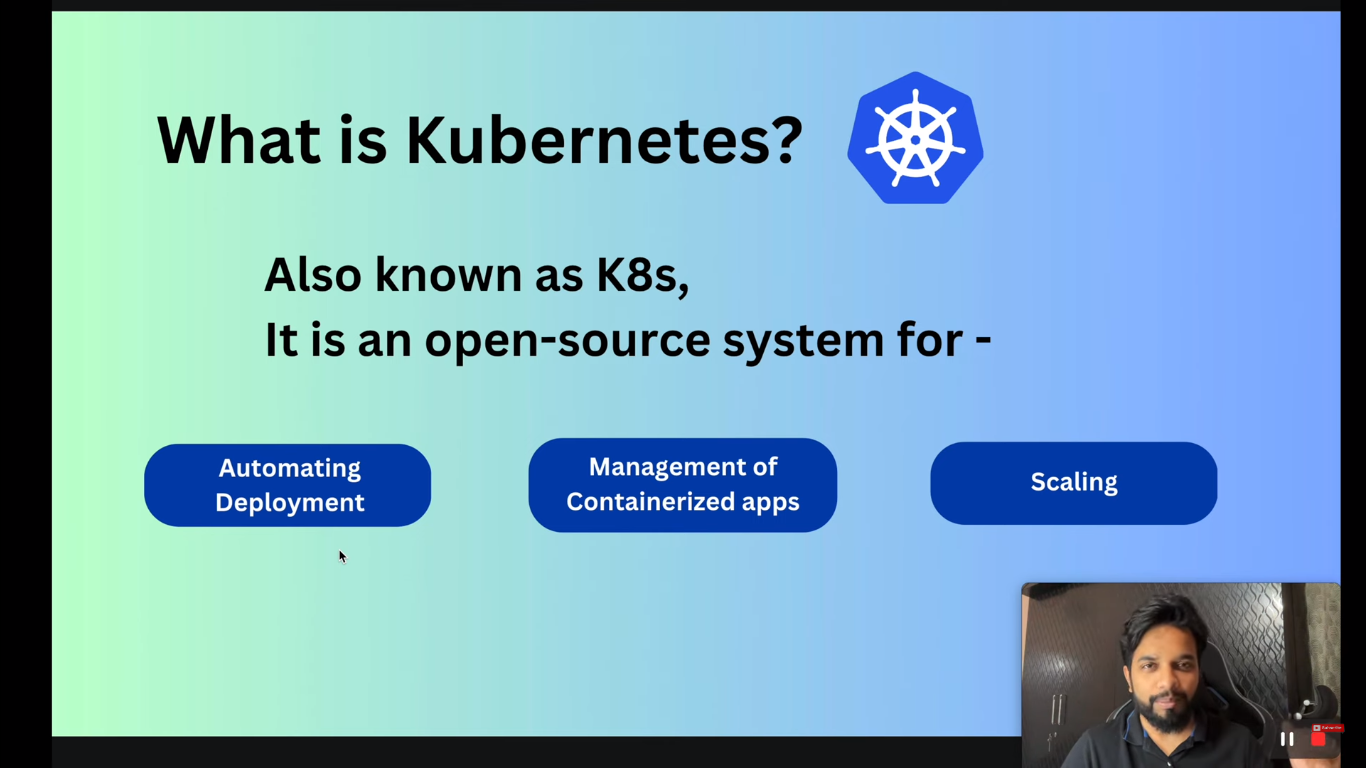 What is Kubernetes?
Also known as K8s,
It is an open-source system for -
Automating
Deployment
Management of
Containerized apps
Scaling